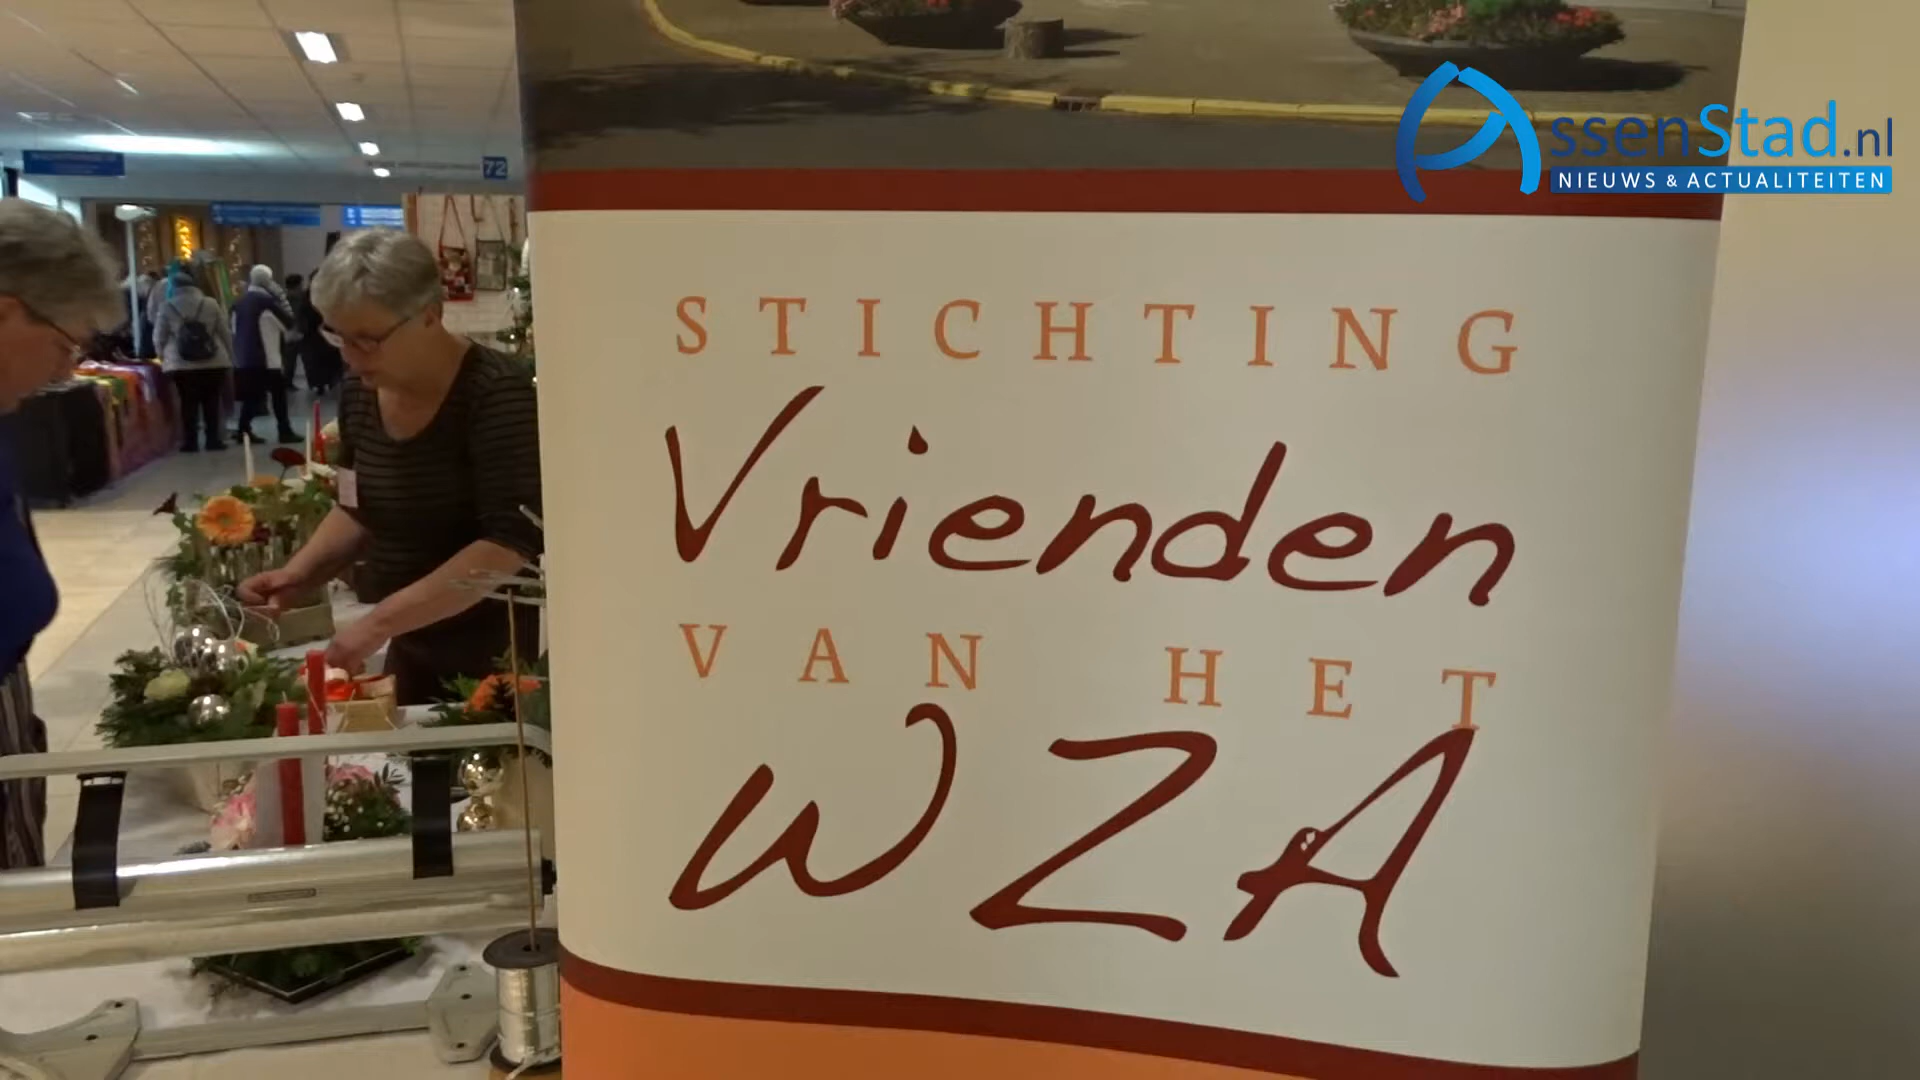 AssenStad.nl
NIEUWS & ACTUALITEITEN
72
STICHTING
Vrienden
VAN HET
WZA